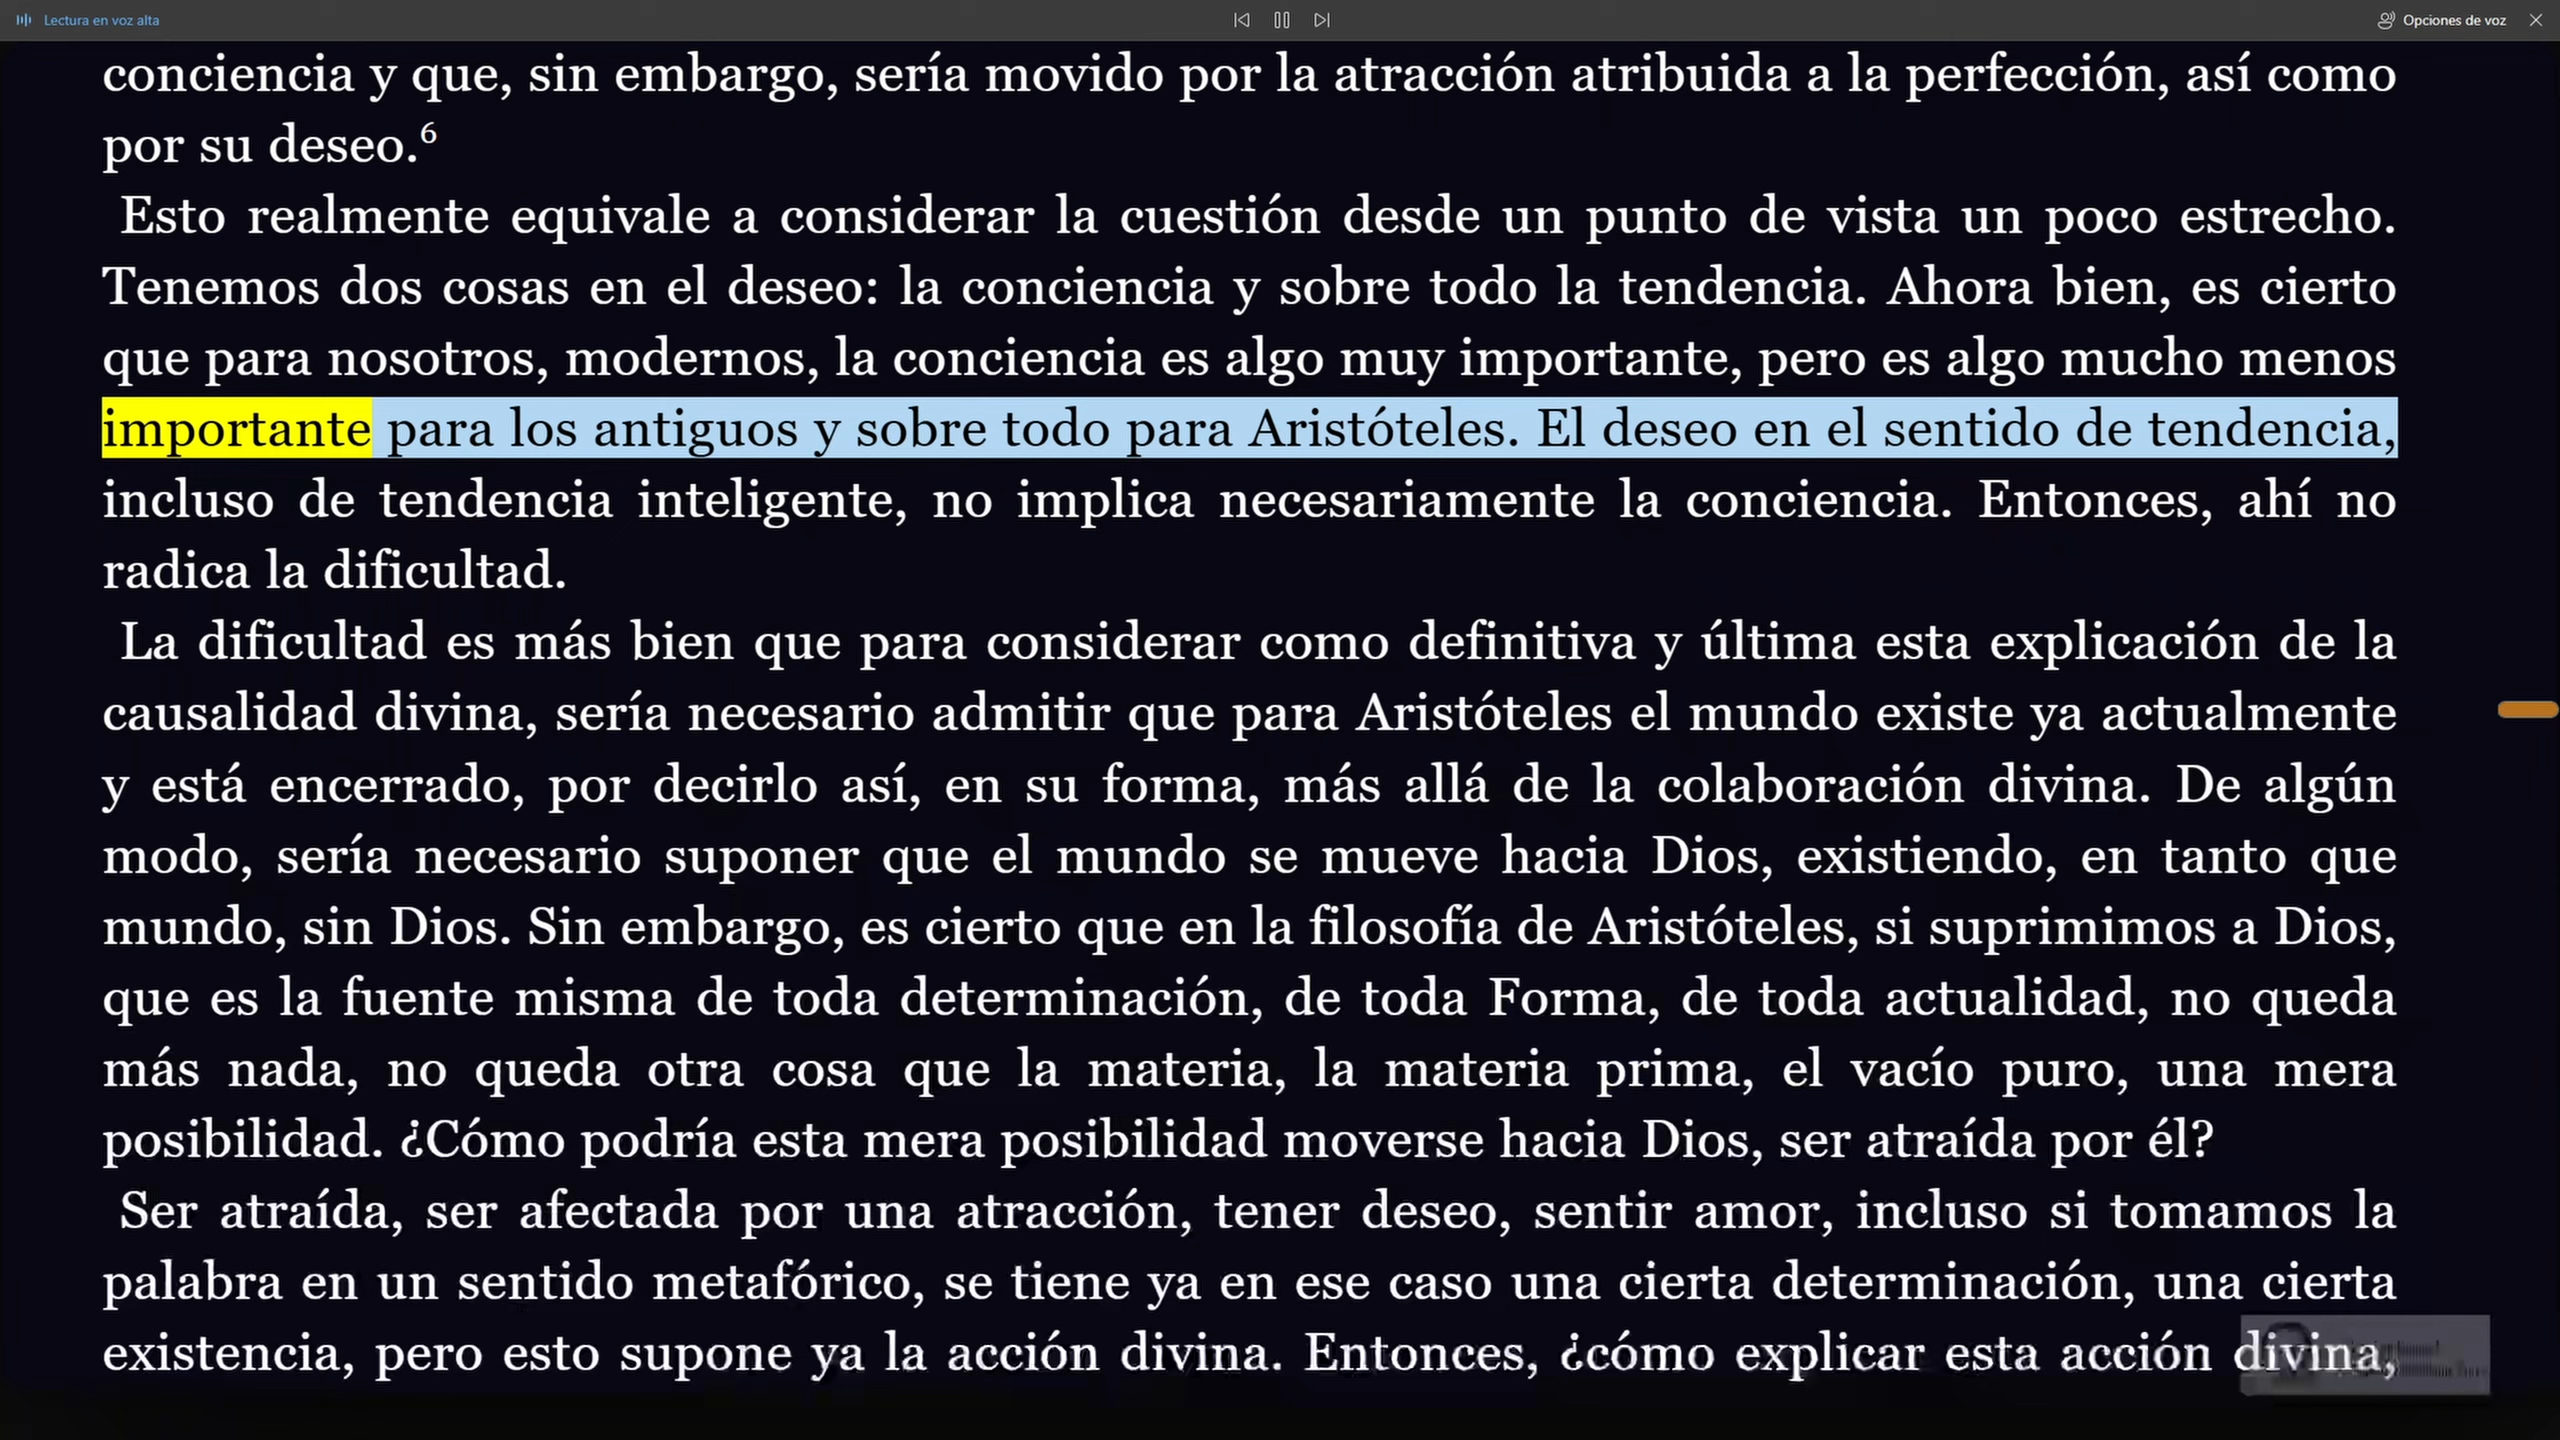 Lectura en voz alta
Opciones de voz
conciencia y que, sin embargo, sería movido por la atracción atribuida a la perfección, así como
por su deseo.⁶
Esto realmente equivale a considerar la cuestión desde un punto de vista un poco estrecho.
Tenemos dos cosas en el deseo: la conciencia y sobre todo la tendencia. Ahora bien, es cierto
que para nosotros, modernos, la conciencia es algo muy importante, pero es algo mucho menos
importante para los antiguos y sobre todo para Aristóteles. El deseo en el sentido de tendencia,
incluso de tendencia inteligente, no implica necesariamente la conciencia. Entonces, ahí no
radica la dificultad.
La dificultad es más bien que para considerar como definitiva y última esta explicación de la
causalidad divina, sería necesario admitir que para Aristóteles el mundo existe ya actualmente
y está encerrado, por decirlo así, en su forma, más allá de la colaboración divina. De algún
modo, sería necesario suponer que el mundo se mueve hacia Dios, existiendo, en tanto que
mundo, sin Dios. Sin embargo, es cierto que en la filosofía de Aristóteles, si suprimimos a Dios,
que es la fuente misma de toda determinación, de toda Forma, de toda actualidad, no queda
más nada, no queda otra cosa que la materia, la materia prima, el vacío puro, una mera
posibilidad. ¿Cómo podría esta mera posibilidad moverse hacia Dios, ser atraída por él?
Ser atraída, ser afectada por una atracción, tener deseo, sentir amor, incluso si tomamos la
palabra en un sentido metafórico, se tiene ya en ese caso una cierta determinación, una cierta
existencia, pero esto supone ya la acción divina. Entonces, ¿cómo explicar esta acción divina,